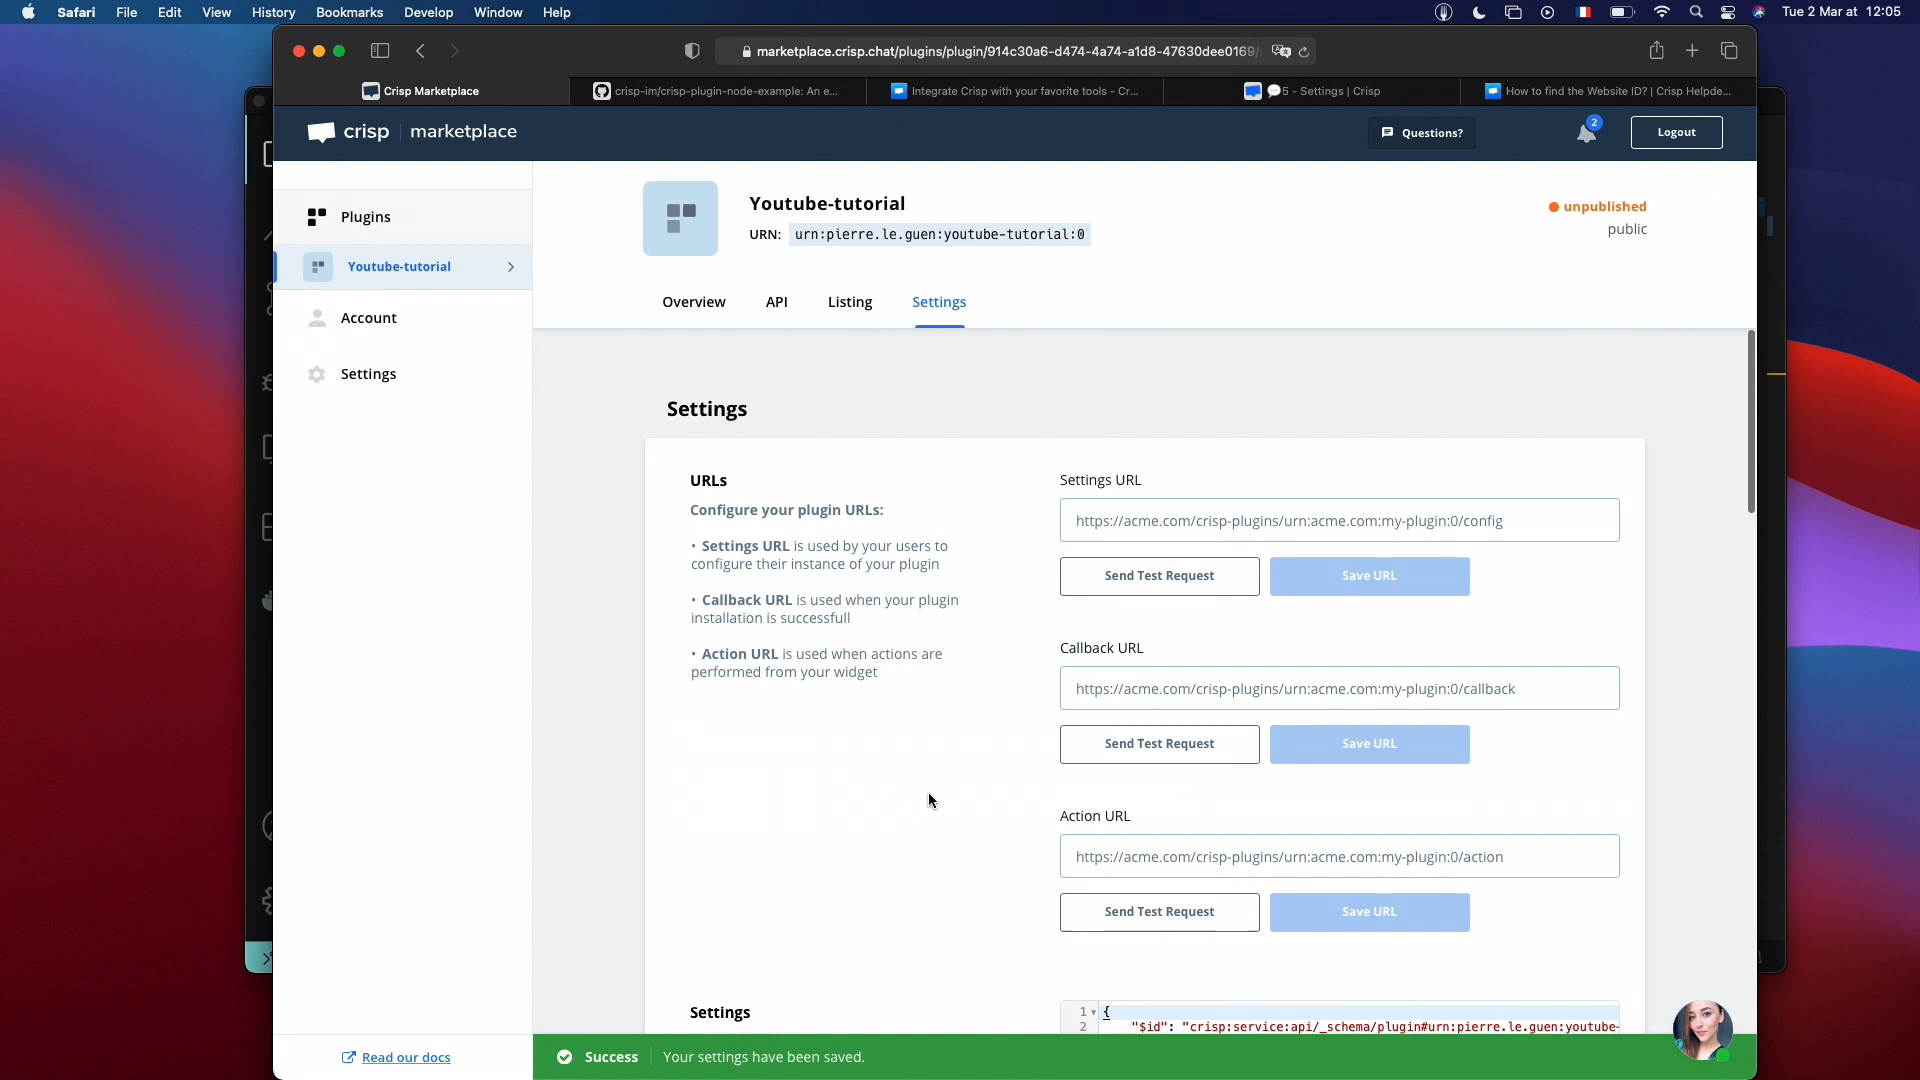 Safari File Edit View History Bookmarks Develop Window Help Tue 2 Mar at 12:05
marketplace.crisp.chat/plugins/plugin/914c30a6-d474-4a74-a1d8-47630dee0169/
Crisp Marketplace
crisp-im/crisp-plugin-node-example: An e...
Integrate Crisp with your favorite tools - Cr...
5 - Settings | Crisp
How to find the Website ID? | Crisp Helpde...
crisp marketplace
Questions?
2
Logout
Plugins
Youtube-tutorial
Account
Settings
Read our docs
Youtube-tutorial
URN: urn:pierre.le.guen:youtube-tutorial:0
unpublished
public
Overview API Listing Settings
Settings
URLs
Configure your plugin URLs:
• Settings URL is used by your users to
configure their instance of your plugin
• Callback URL is used when your plugin
installation is successfull
• Action URL is used when actions are
performed from your widget
Settings URL
https://acme.com/crisp-plugins/urn:acme.com:my-plugin:0/config
Send Test Request Save URL
Callback URL
https://acme.com/crisp-plugins/urn:acme.com:my-plugin:0/callback
Send Test Request Save URL
Action URL
https://acme.com/crisp-plugins/urn:acme.com:my-plugin:0/action
Send Test Request Save URL
Settings
1 {
2 "$id": "crisp:service:api/_schema/plugin#urn:pierre.le.guen:youtube-
Success Your settings have been saved.